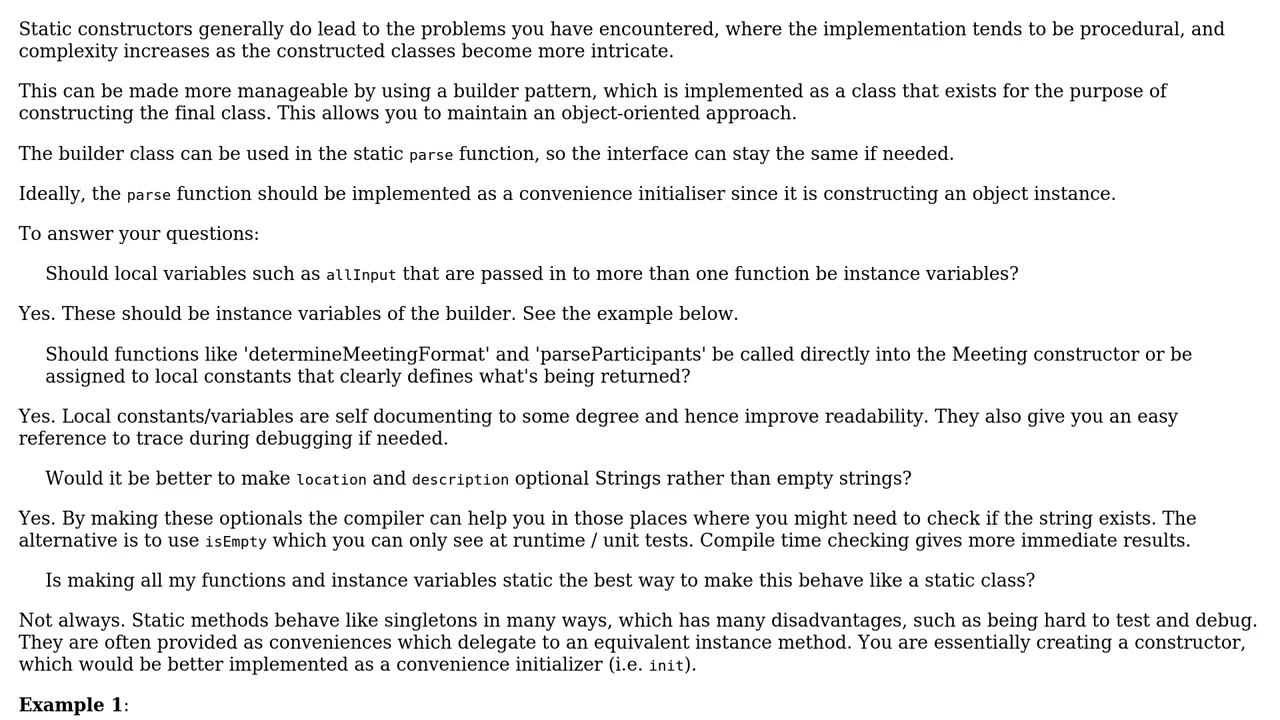 Static constructors generally do lead to the problems you have encountered, where the implementation tends to be procedural, and
complexity increases as the constructed classes become more intricate.
This can be made more manageable by using a builder pattern, which is implemented as a class that exists for the purpose of
constructing the final class. This allows you to maintain an object-oriented approach.
The builder class can be used in the static parse function, so the interface can stay the same if needed.
Ideally, the parse function should be implemented as a convenience initialiser since it is constructing an object instance.
To answer your questions:
Should local variables such as allInput that are passed in to more than one function be instance variables?
Yes. These should be instance variables of the builder. See the example below.
Should functions like 'determineMeetingFormat' and 'parseParticipants' be called directly into the Meeting constructor or be
assigned to local constants that clearly defines what's being returned?
Yes. Local constants/variables are self documenting to some degree and hence improve readability. They also give you an easy
reference to trace during debugging if needed.
Would it be better to make location and description optional Strings rather than empty strings?
Yes. By making these optionals the compiler can help you in those places where you might need to check if the string exists. The
alternative is to use isEmpty which you can only see at runtime / unit tests. Compile time checking gives more immediate results.
Is making all my functions and instance variables static the best way to make this behave like a static class?
Not always. Static methods behave like singletons in many ways, which has many disadvantages, such as being hard to test and debug.
They are often provided as conveniences which delegate to an equivalent instance method. You are essentially creating a constructor,
which would be better implemented as a convenience initializer (i.e. init).
Example 1: